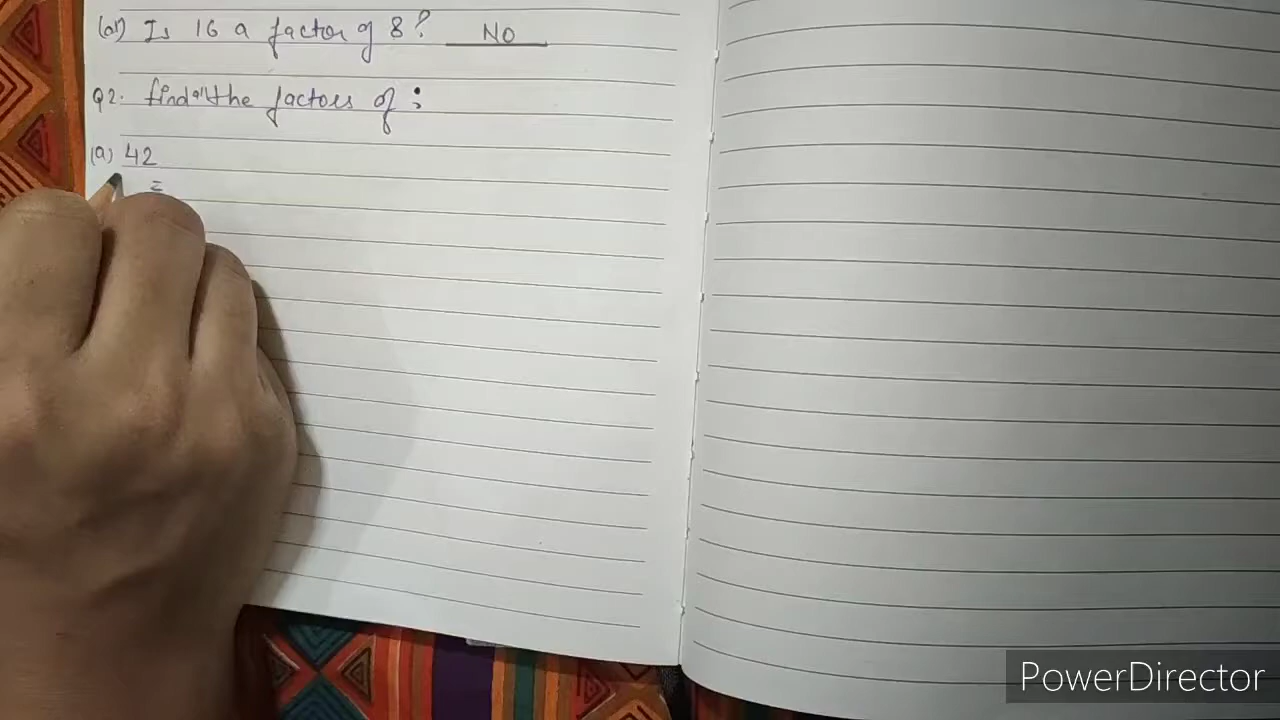 (d) Is 16 a factor of 8? No
Q2. find all the factors of :
(a) 42
=
PowerDirector